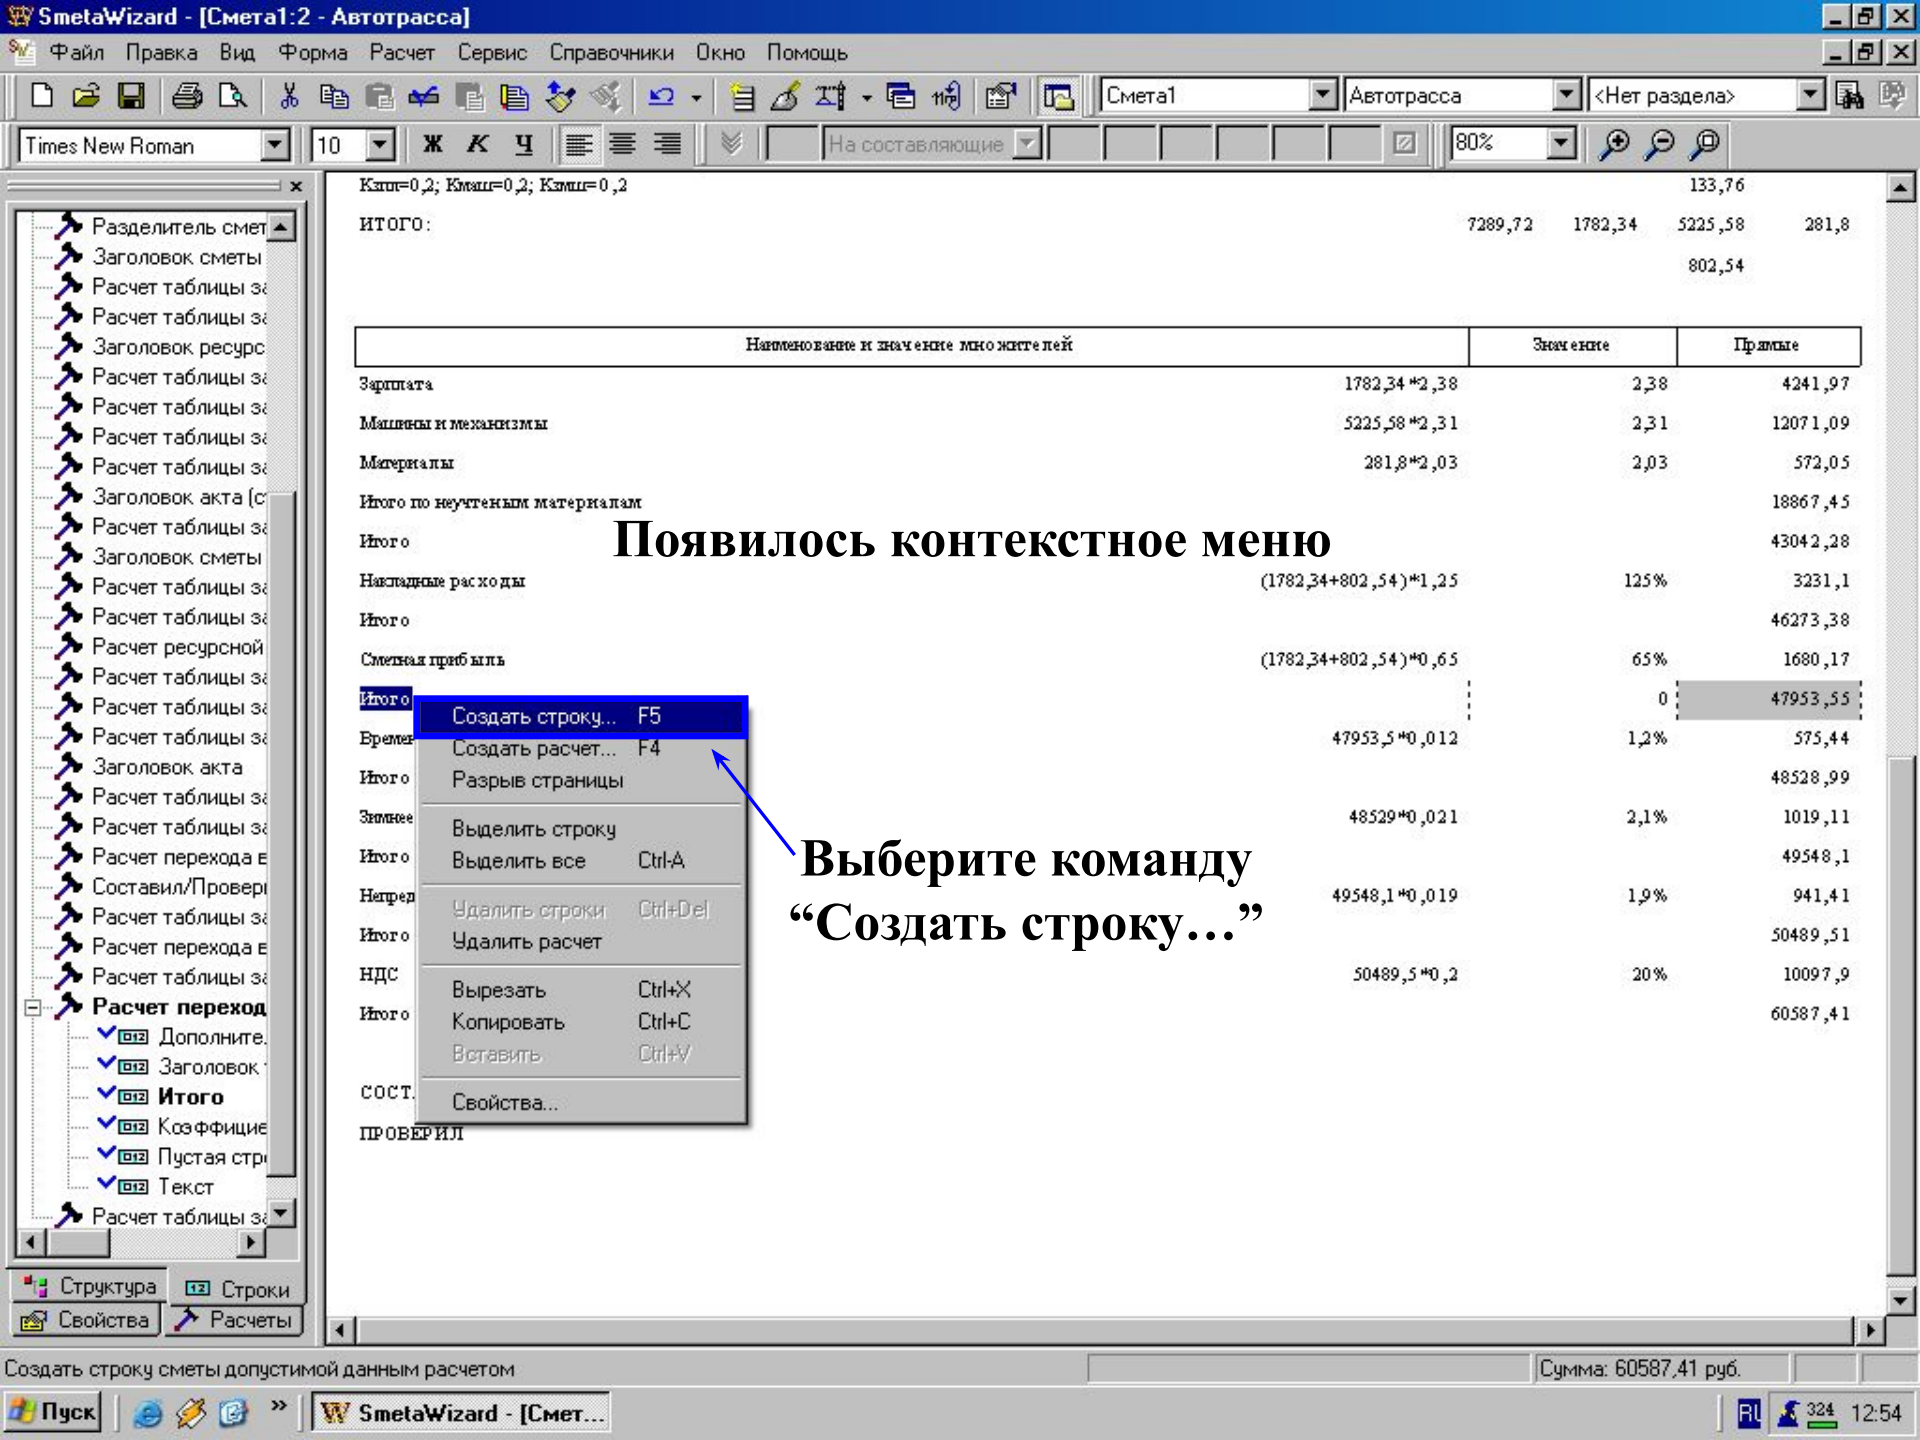 SmetaWizard - [Смета1:2 - Автотрасса]
Файл Правка Вид Форма Расчет Сервис Справочники Окно Помощь
Смета1 Автотрасса <Нет раздела>
Times New Roman 10 Ж К Ч На составляющие 80%
Кзпп=0,2; Кмаш=0,2; Кзмш=0,2 133,76
ИТОГО: 7289,72 1782,34 5225,58 281,8
802,54
Наименование и значение множителей Значение Прямые
Зарплата 1782,34*2,38 2,38 4241,97
Машины и механизмы 5225,58*2,31 2,31 12071,09
Материалы 281,8*2,03 2,03 572,05
Итого по неучтеным материалам 18867,45
Итого 43042,28
Появилось контекстное меню
Накладные расходы (1782,34+802,54)*1,25 125% 3231,1
Итого 46273,38
Сметная прибыль (1782,34+802,54)*0,65 65% 1680,17
Итого 0 47953,55
Времен 47953,5*0,012 1,2% 575,44
Итого 48528,99
Зимнее 48529*0,021 2,1% 1019,11
Итого 49548,1
Непред 49548,1*0,019 1,9% 941,41
Итого 50489,51
НДС 50489,5*0,2 20% 10097,9
Итого 60587,41
СОСТ
ПРОВЕРИЛ
Создать строку... F5
Создать расчет... F4
Разрыв страницы
Выделить строку
Выделить все Ctrl-A
Удалить строки Ctrl+Del
Удалить расчет
Вырезать Ctrl+X
Копировать Ctrl+C
Вставить Ctrl+V
Свойства...
Выберите команду
“Создать строку…”
Разделитель смет
Заголовок сметы
Расчет таблицы за
Расчет таблицы за
Заголовок ресурс
Расчет таблицы за
Расчет таблицы за
Расчет таблицы за
Расчет таблицы за
Заголовок акта (с
Расчет таблицы за
Заголовок сметы
Расчет таблицы за
Расчет таблицы за
Расчет ресурсной
Расчет таблицы за
Расчет таблицы за
Расчет таблицы за
Заголовок акта
Расчет таблицы за
Расчет таблицы за
Расчет перехода в
Составил/Провер
Расчет таблицы за
Расчет перехода в
Расчет таблицы за
Расчет переход
Дополните
Заголовок
Итого
Коэффицие
Пустая стр
Текст
Расчет таблицы за
Структура Строки
Свойства Расчеты
Создать строку сметы допустимой данным расчетом Сумма: 60587,41 руб.
Пуск » SmetaWizard - [Смет... RU 324 12:54